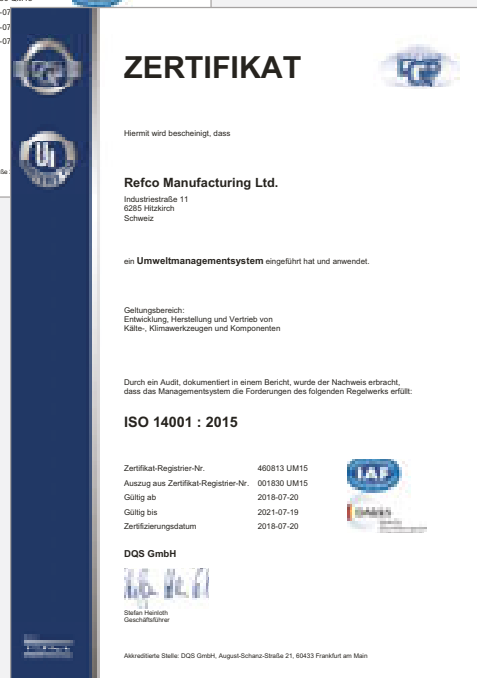 -07
-07
-07
ZERTIFIKAT
Hiermit wird bescheinigt, dass
Refco Manufacturing Ltd.
Industriestraße 11
6285 Hitzkirch
Schweiz
ein Umweltmanagementsystem eingeführt hat und anwendet.
Geltungsbereich:
Entwicklung, Herstellung und Vertrieb von
Kälte-, Klimawerkzeugen und Komponenten
Durch ein Audit, dokumentiert in einem Bericht, wurde der Nachweis erbracht,
dass das Managementsystem die Forderungen des folgenden Regelwerks erfüllt:
ISO 14001 : 2015
Zertifikat-Registrier-Nr. 460813 UM15
Auszug aus Zertifikat-Registrier-Nr. 001830 UM15
Gültig ab 2018-07-20
Gültig bis 2021-07-19
Zertifizierungsdatum 2018-07-20
IAF
DAkkS
DQS GmbH
Stefan Heinloth
Geschäftsführer
Akkreditierte Stelle: DQS GmbH, August-Schanz-Straße 21, 60433 Frankfurt am Main